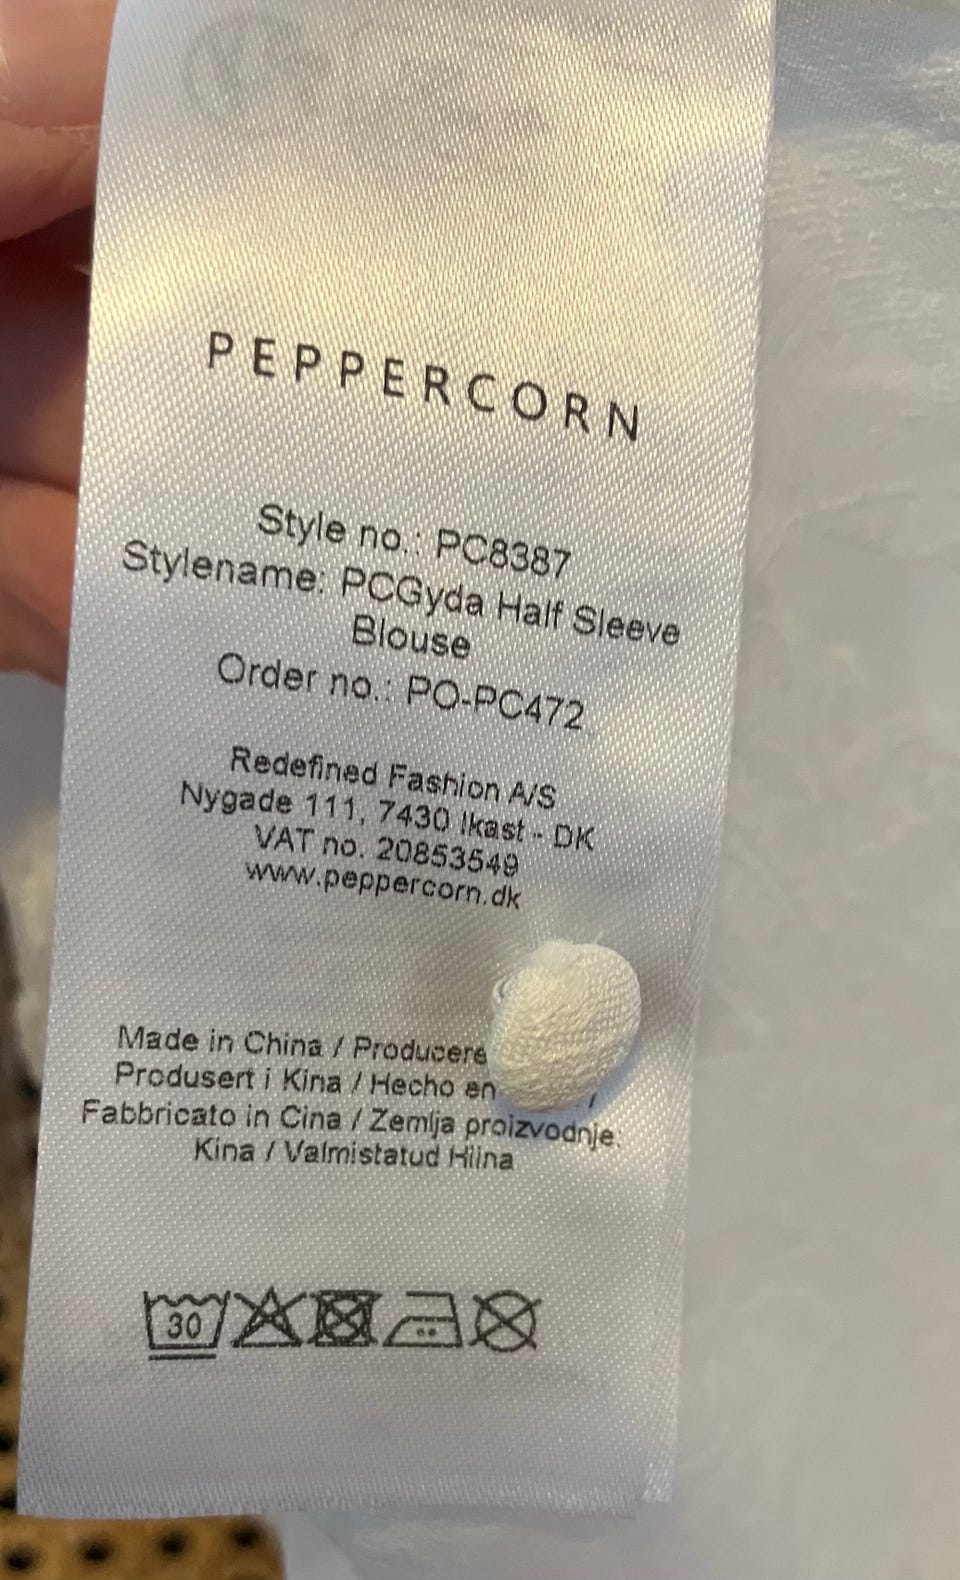 PEPPERCORN
Style no.: PC8387
Stylename: PCGyda Half Sleeve
Blouse
Order no.: PO-PC472
Redefined Fashion A/S
Nygade 111, 7430 Ikast - DK
VAT no. 20853549
www.peppercorn.dk
Made in China / Producere
Produsert i Kina / Hecho en /
Fabbricato in Cina / Zemlja proizvodnje:
Kina / Valmistatud Hiina
30